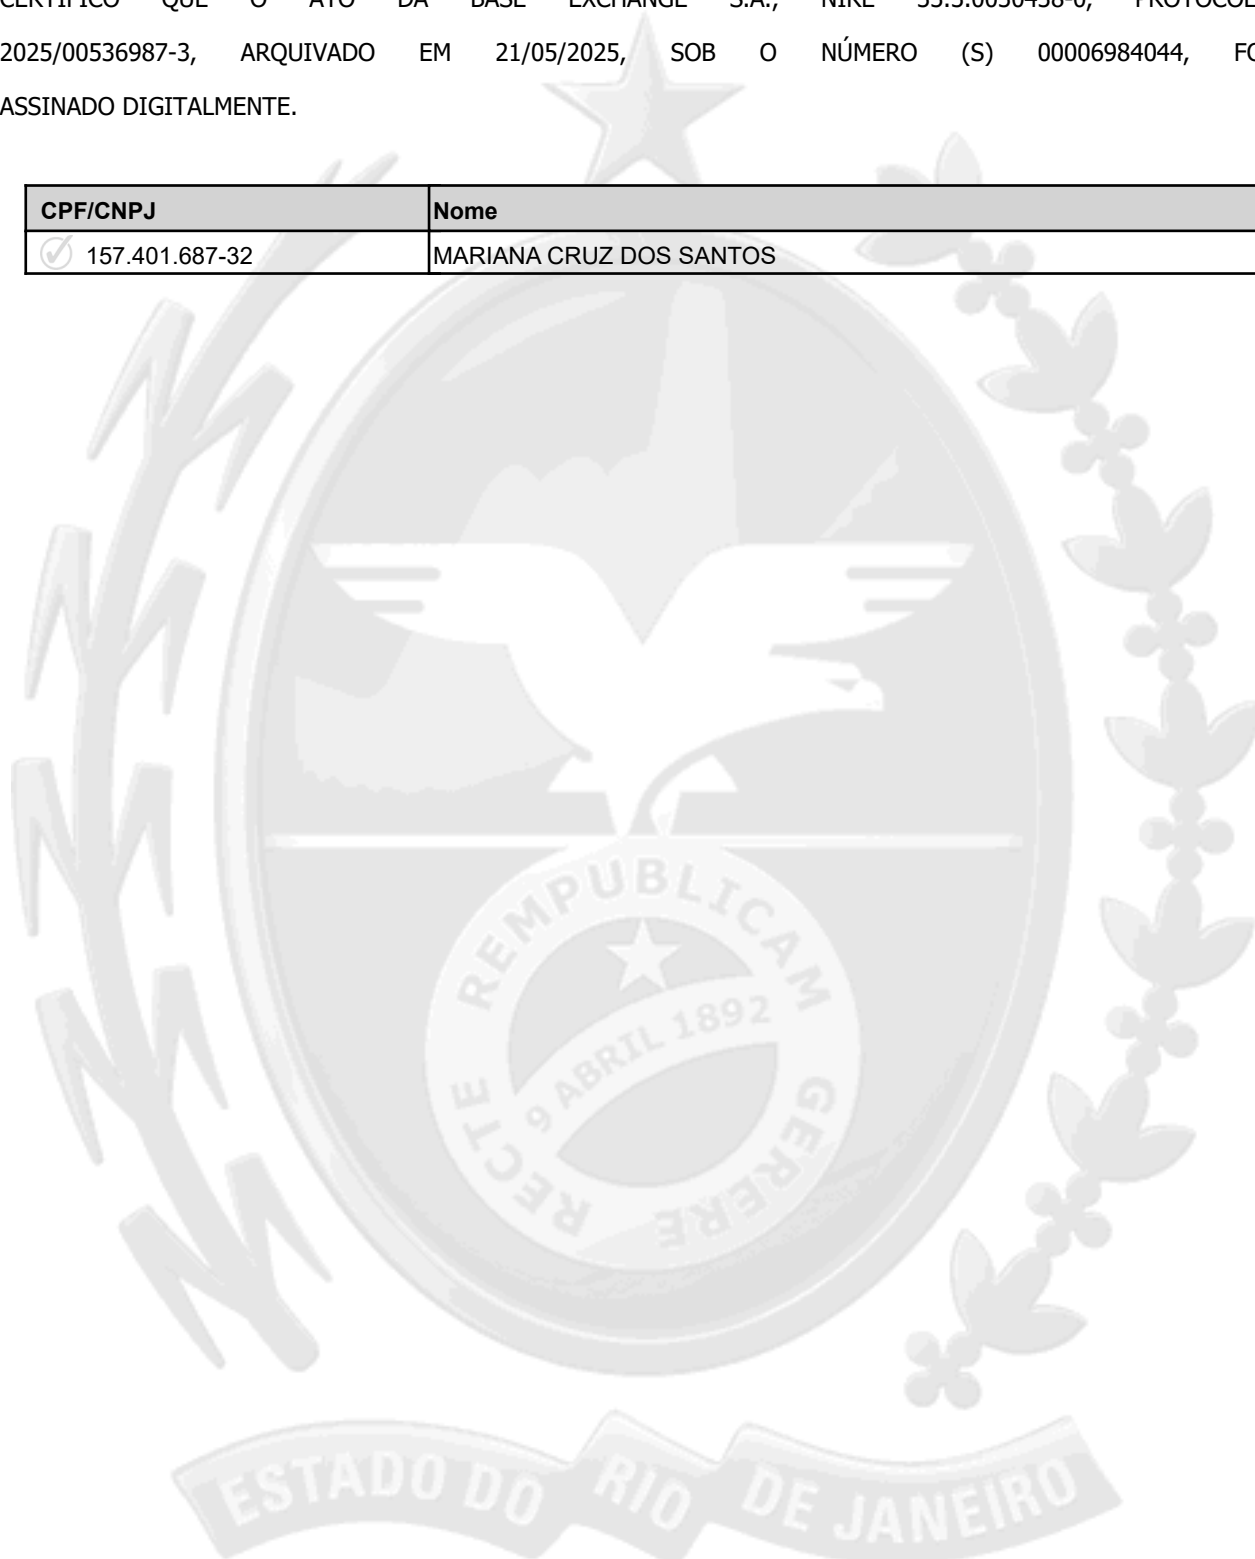 CERTIFICO QUE O ATO DA BASE EXCHANGE S.A., NIRE PROTOCOL
2025/00536987-3, ARQUIVADO EM 21/05/2025, SOB O NÚMERO (S) 00006984044, FO
ASSINADO DIGITALMENTE.
CPF/CNPJ Nome
157.401.687-32 MARIANA CRUZ DOS SANTOS
REMPUBLICAM
9 ABRIL 1892
RECTE GERERE
ESTADO DO RIO DE JANEIRO